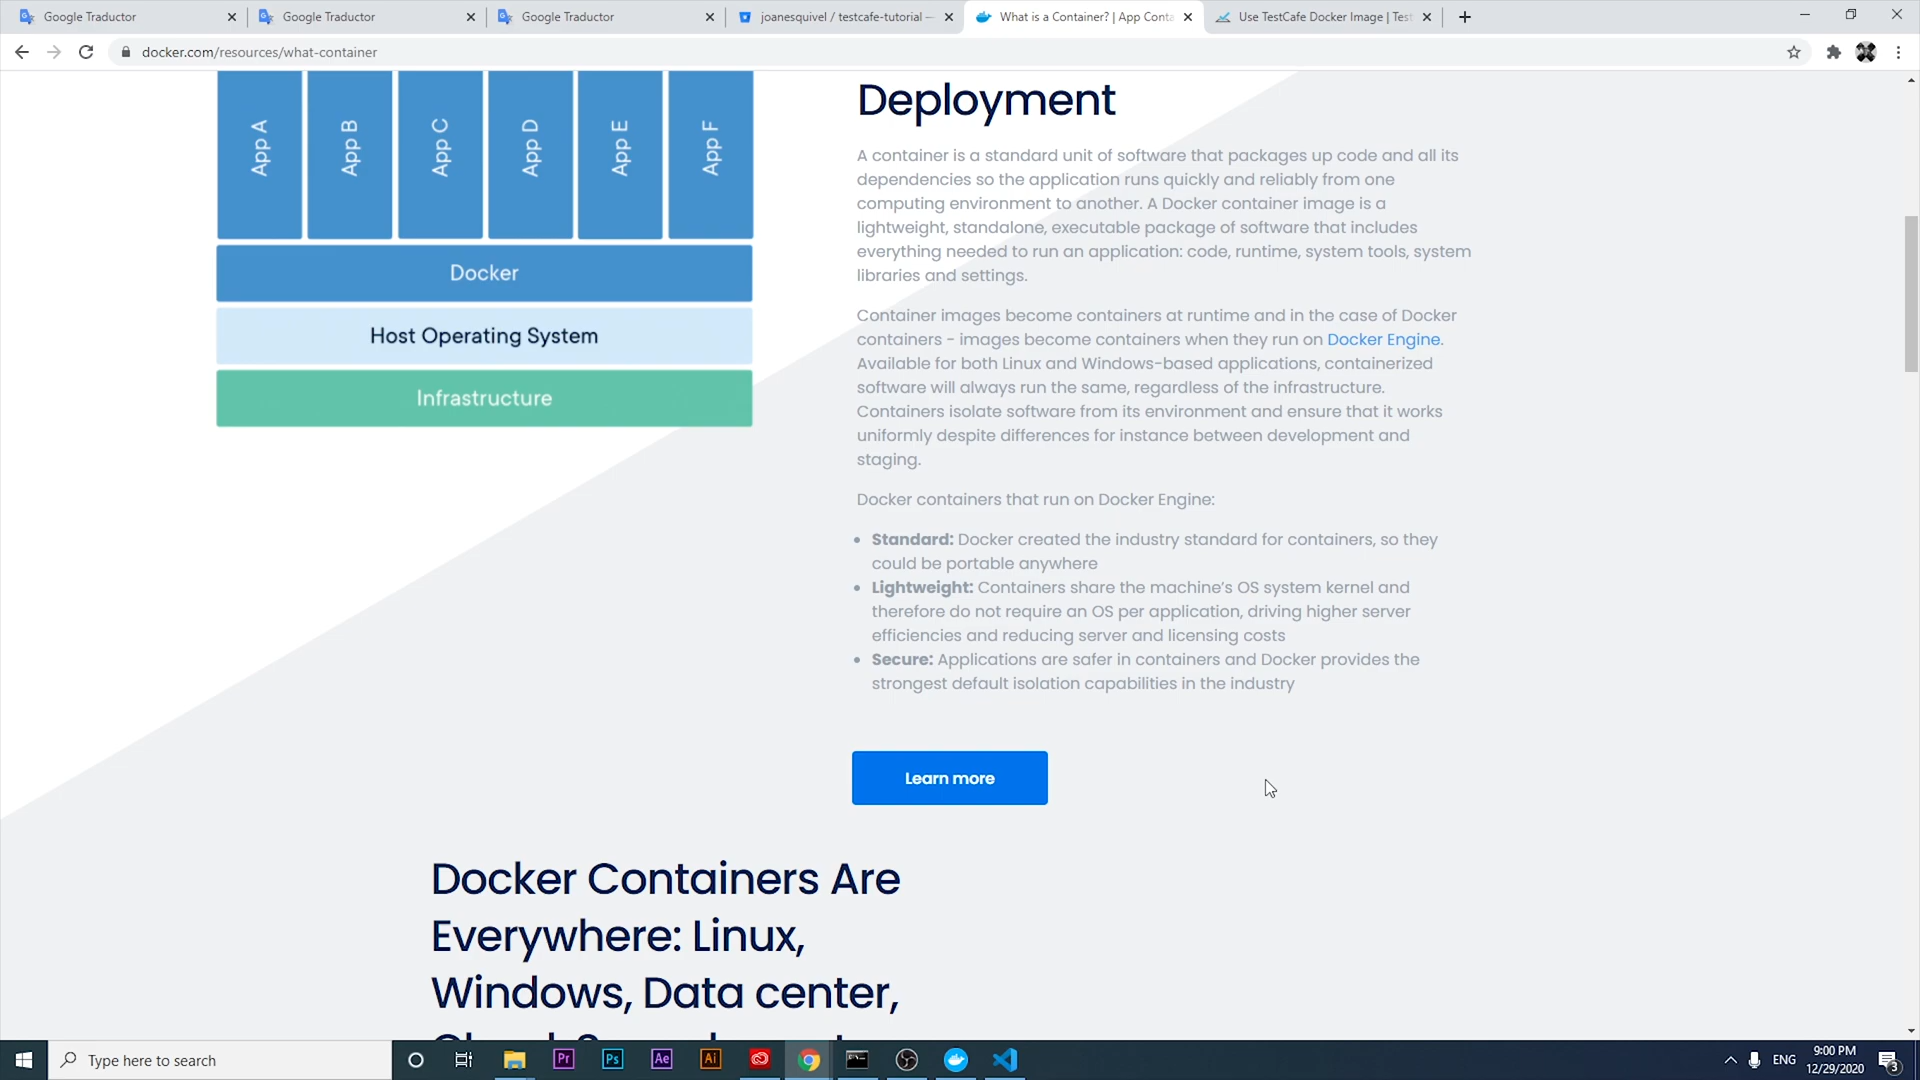 Google Traductor
Google Traductor
Google Traductor
joanesquivel / testcafe-tutorial —
What is a Container? | App Conta
Use TestCafe Docker Image | Test
docker.com/resources/what-container
App A
App B
App C
App D
App E
App F
Docker
Host Operating System
Infrastructure
Deployment
A container is a standard unit of software that packages up code and all its
dependencies so the application runs quickly and reliably from one
computing environment to another. A Docker container image is a
lightweight, standalone, executable package of software that includes
everything needed to run an application: code, runtime, system tools, system
libraries and settings.
Container images become containers at runtime and in the case of Docker
containers - images become containers when they run on Docker Engine.
Available for both Linux and Windows-based applications, containerized
software will always run the same, regardless of the infrastructure.
Containers isolate software from its environment and ensure that it works
uniformly despite differences for instance between development and
staging.
Docker containers that run on Docker Engine:
• Standard: Docker created the industry standard for containers, so they
could be portable anywhere
• Lightweight: Containers share the machine's OS system kernel and
therefore do not require an OS per application, driving higher server
efficiencies and reducing server and licensing costs
• Secure: Applications are safer in containers and Docker provides the
strongest default isolation capabilities in the industry
Learn more
Docker Containers Are
Everywhere: Linux,
Windows, Data center,
Type here to search
Pr
Ps
Ae
Ai
ENG
9:00 PM
12/29/2020
3